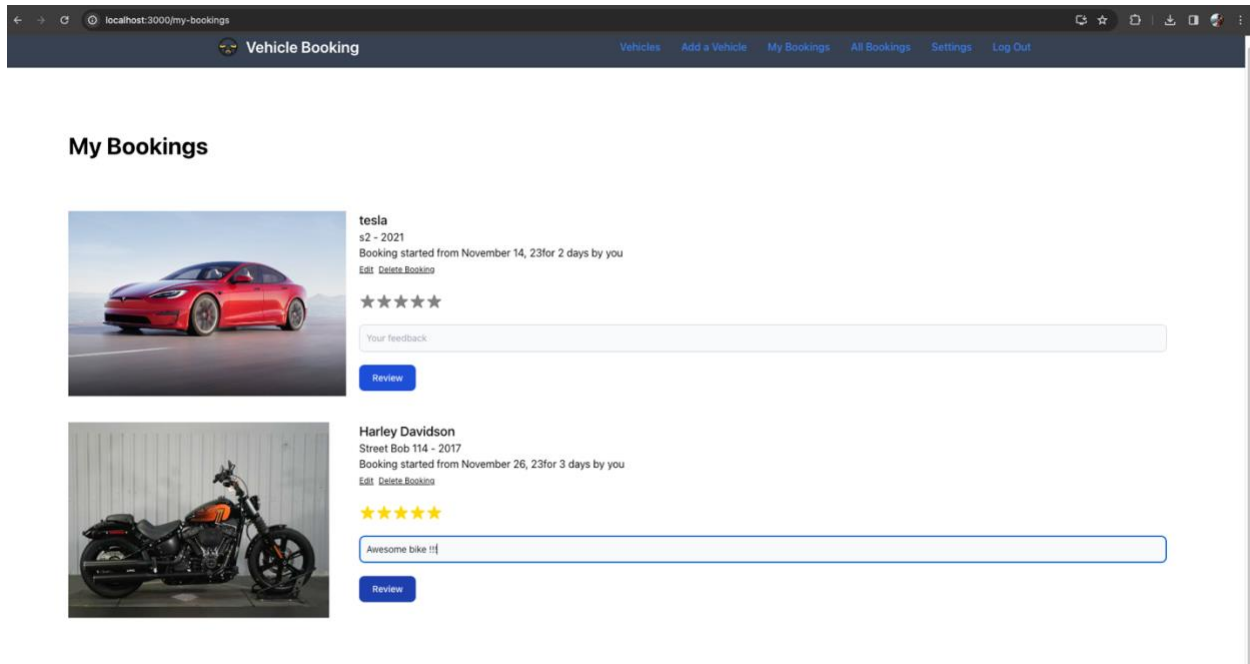 localhost:3000/my-bookings
Vehicle Booking Vehicles Add a Vehicle My Bookings All Bookings Settings Log Out
My Bookings
tesla
s2 - 2021
Booking started from November 14, 23for 2 days by you
Edit Delete Booking
Your feedback
Review
Harley Davidson
Street Bob 114 - 2017
Booking started from November 26, 23for 3 days by you
Edit Delete Booking
Awesome bike !!!
Review